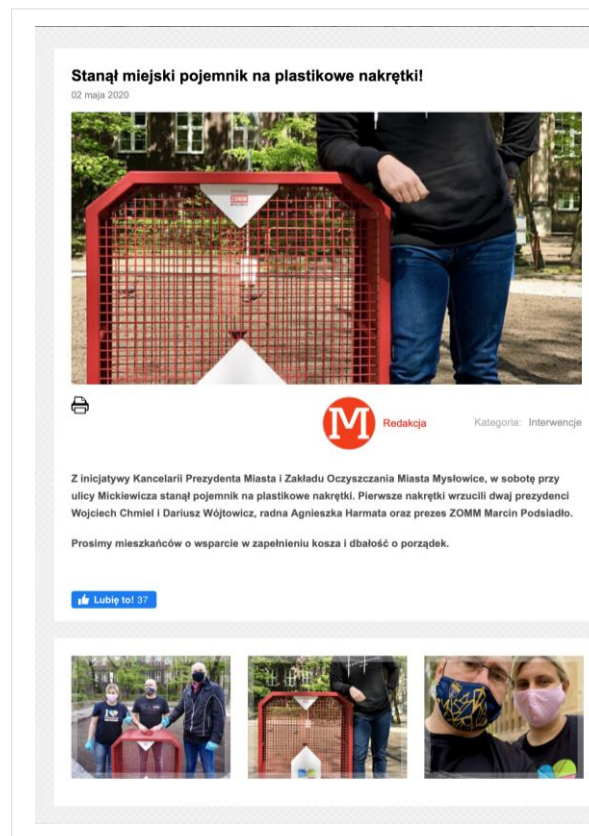 Stanął miejski pojemnik na plastikowe nakrętki!
02 maja 2020
M
Redakcja
Kategoria: Interwencje
Z inicjatywy Kancelarii Prezydenta Miasta i Zakładu Oczyszczania Miasta Mysłowice, w sobotę przy
ulicy Mickiewicza stanął pojemnik na plastikowe nakrętki. Pierwsze nakrętki wrzucili dwaj prezydenci
Wojciech Chmiel i Dariusz Wójtowicz, radna Agnieszka Harmata oraz prezes ZOMM Marcin Podsiadło.
Prosimy mieszkańców o wsparcie w zapełnieniu kosza i dbałość o porządek.
Lubię to! 37